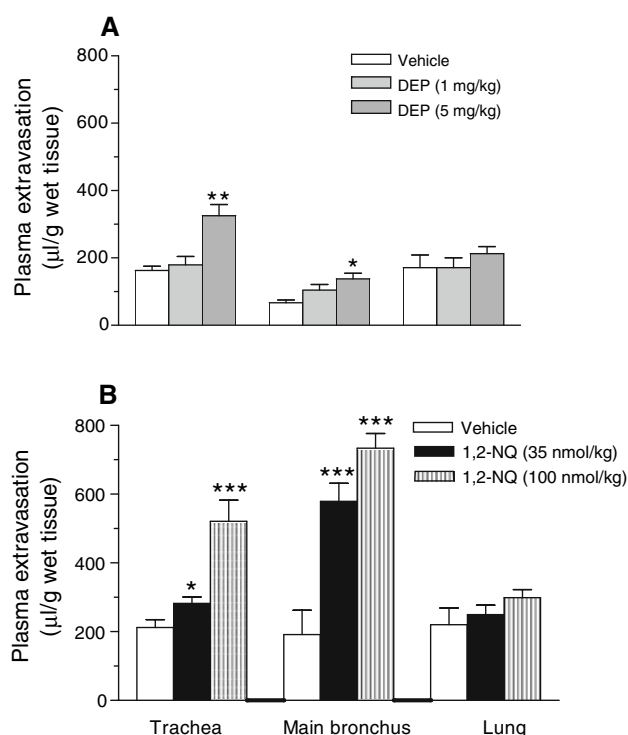 A
Vehicle
DEP (1 mg/kg)
DEP (5 mg/kg)
Plasma extravasation
(µl/g wet tissue)
800
600
400
200
0
**
*
B
Vehicle
1,2-NQ (35 nmol/kg)
1,2-NQ (100 nmol/kg)
Plasma extravasation
(µl/g wet tissue)
800
600
400
200
0
*
***
***
***
Trachea
Main bronchus
Lung